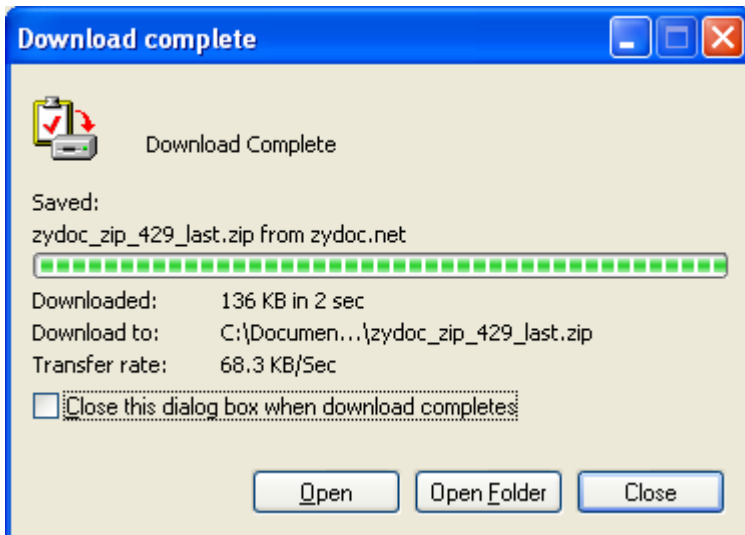 Download complete
Download Complete
Saved:
zydoc_zip_429_last.zip from zydoc.net
Downloaded: 136 KB in 2 sec
Download to: C:\Documen...\zydoc_zip_429_last.zip
Transfer rate: 68.3 KB/Sec
Close this dialog box when download completes
Open Open Folder Close